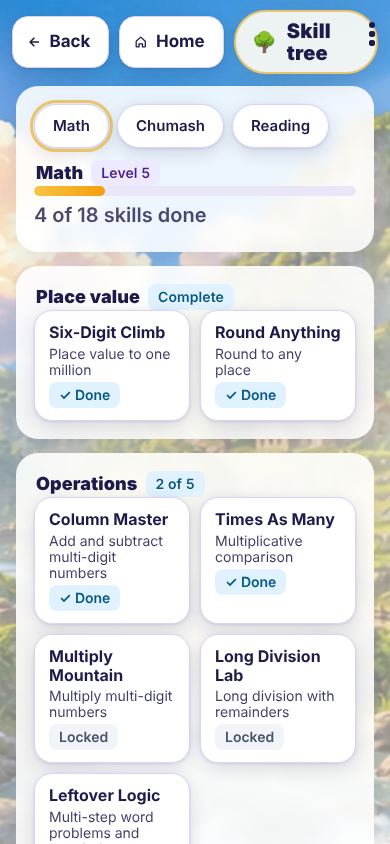 Back
Home
Skill
tree
Math
Chumash
Reading
Math
Level 5
4 of 18 skills done
Place value
Complete
Six-Digit Climb
Place value to one
million
✓ Done
Round Anything
Round to any
place
✓ Done
Operations
2 of 5
Column Master
Add and subtract
multi-digit
numbers
✓ Done
Times As Many
Multiplicative
comparison
✓ Done
Multiply
Mountain
Multiply multi-digit
numbers
Locked
Long Division
Lab
Long division with
remainders
Locked
Leftover Logic
Multi-step word
problems and